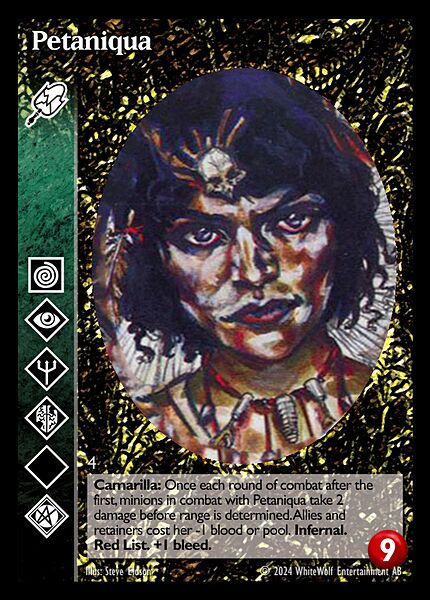 Petaniqua
4
Camarilla: Once each round of combat after the
first, minions in combat with Petaniqua take 2
damage before range is determined. Allies and
retainers cost her -1 blood or pool. Infernal.
Red List. +1 bleed.
9
Illus: Steve Eidson
© 2024 WhiteWolf Entertainment AB